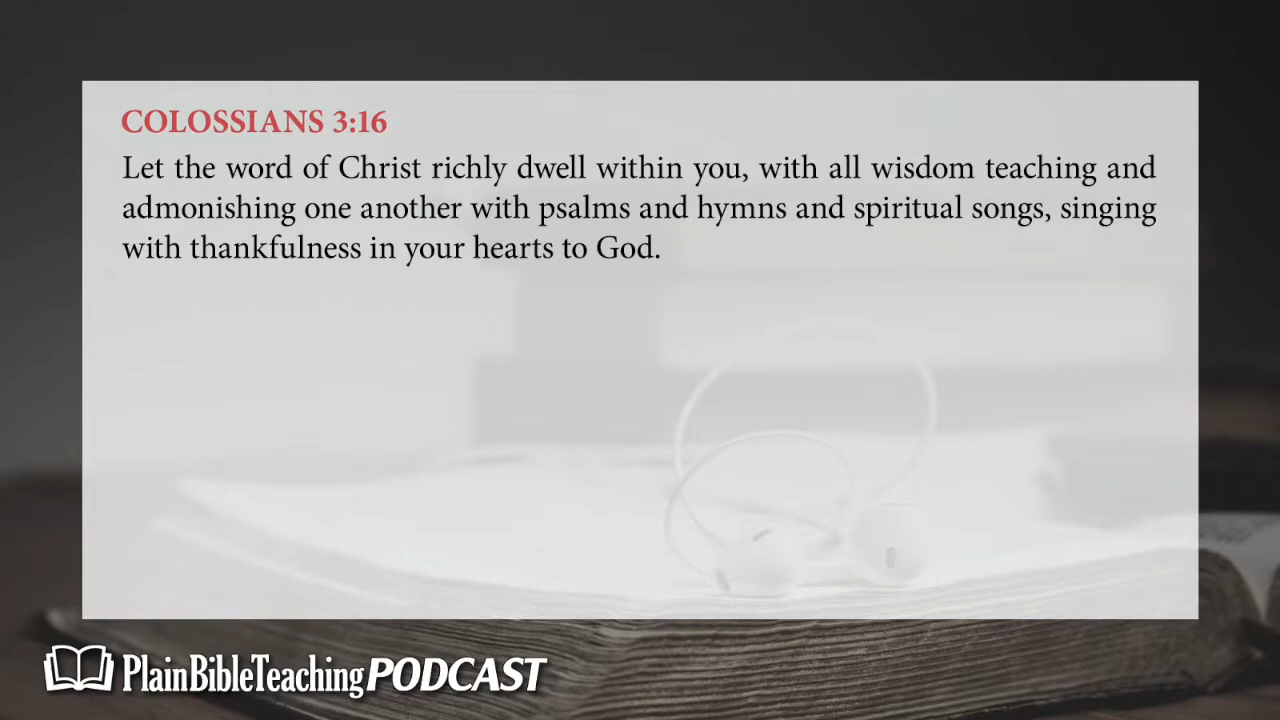 COLOSSIANS 3:16
Let the word of Christ richly dwell within you, with all wisdom teaching and
admonishing one another with psalms and hymns and spiritual songs, singing
with thankfulness in your hearts to God.
PlainBibleTeaching PODCAST